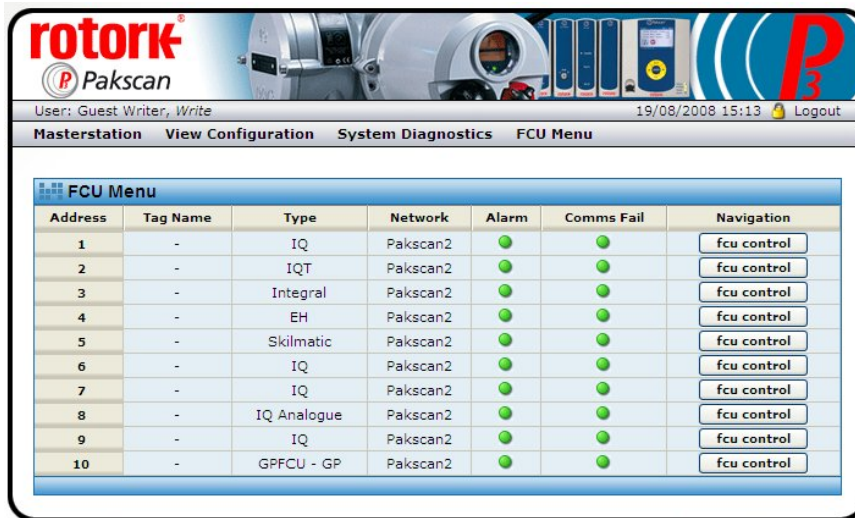 rotork
P Pakscan
P3
User: Guest Writer, Write 19/08/2008 15:13 Logout
Masterstation View Configuration System Diagnostics FCU Menu
FCU Menu
Address Tag Name Type Network Alarm Comms Fail Navigation
1 - IQ Pakscan2 fcu control
2 - IQT Pakscan2 fcu control
3 - Integral Pakscan2 fcu control
4 - EH Pakscan2 fcu control
5 - Skilmatic Pakscan2 fcu control
6 - IQ Pakscan2 fcu control
7 - IQ Pakscan2 fcu control
8 - IQ Analogue Pakscan2 fcu control
9 - IQ Pakscan2 fcu control
10 - GPFCU - GP Pakscan2 fcu control